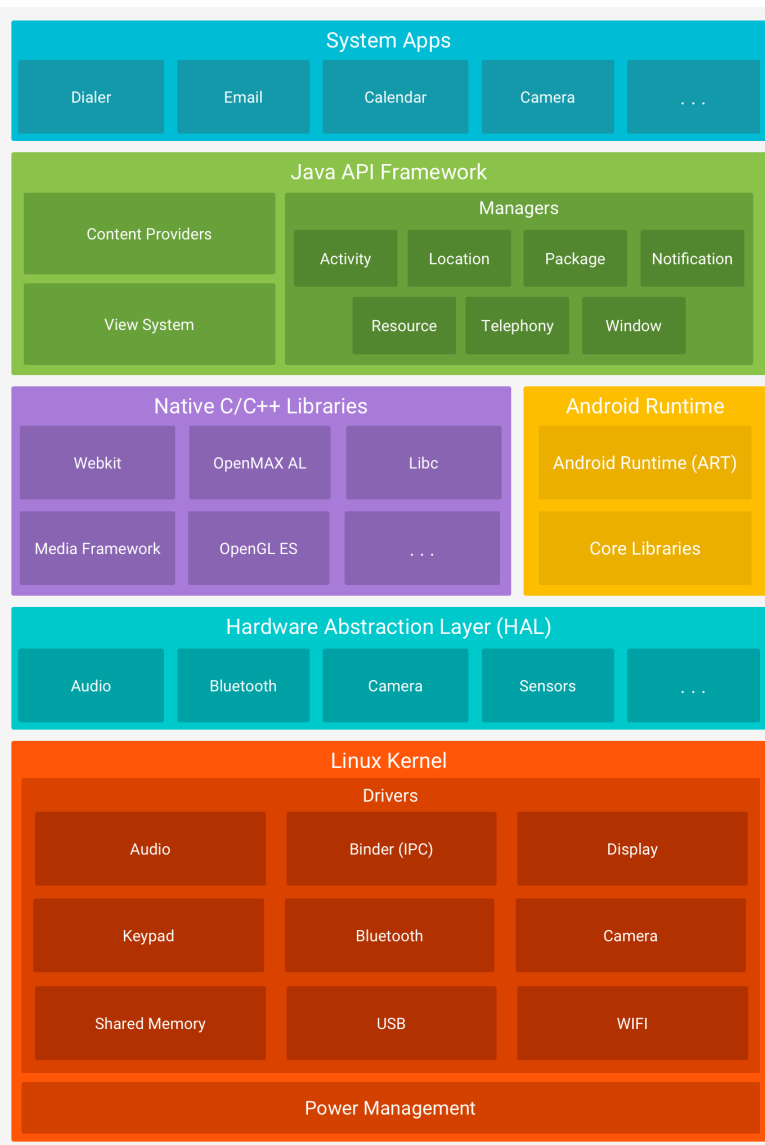 System Apps
Dialer
Email
Calendar
Camera
. . .
Java API Framework
Content Providers
View System
Managers
Activity
Location
Package
Notification
Resource
Telephony
Window
Native C/C++ Libraries
Webkit
OpenMAX AL
Libc
Media Framework
OpenGL ES
. . .
Android Runtime
Android Runtime (ART)
Core Libraries
Hardware Abstraction Layer (HAL)
Audio
Bluetooth
Camera
Sensors
. . .
Linux Kernel
Drivers
Audio
Binder (IPC)
Display
Keypad
Bluetooth
Camera
Shared Memory
USB
WIFI
Power Management